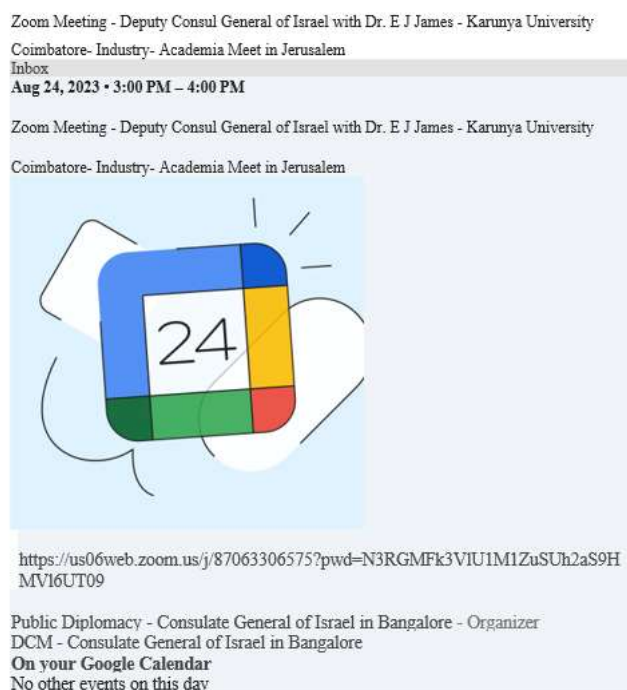 Zoom Meeting - Deputy Consul General of Israel with Dr. E J James - Karunya University
Coimbatore- Industry- Academia Meet in Jerusalem
Inbox
Aug 24, 2023 • 3:00 PM – 4:00 PM
Zoom Meeting - Deputy Consul General of Israel with Dr. E J James - Karunya University
Coimbatore- Industry- Academia Meet in Jerusalem
24
https://us06web.zoom.us/j/87063306575?pwd=N3RGMFk3VlU1M1ZuSUh2aS9H
MVl6UT09
Public Diplomacy - Consulate General of Israel in Bangalore - Organizer
DCM - Consulate General of Israel in Bangalore
On your Google Calendar
No other events on this day